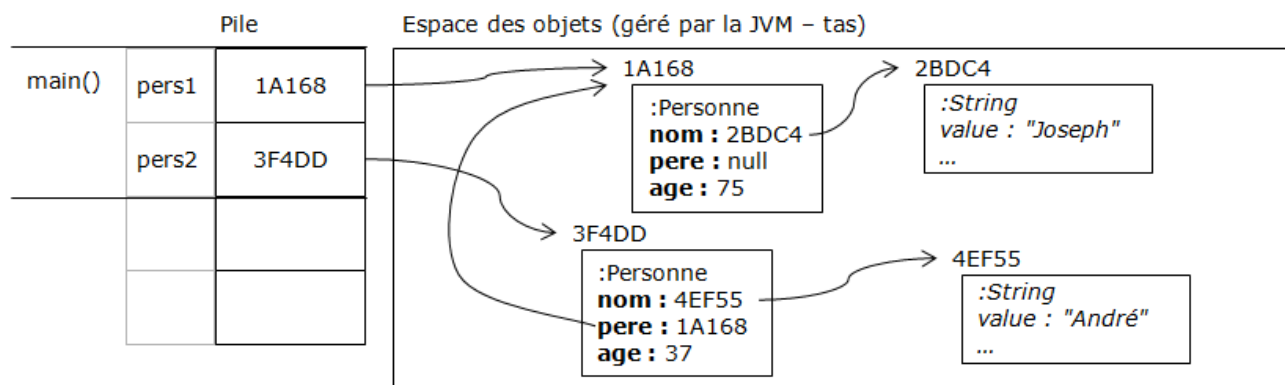 Pile
Espace des objets (géré par la JVM – tas)
main()
pers1
1A168
pers2
3F4DD
1A168
:Personne
nom : 2BDC4
pere : null
age : 75
2BDC4
:String
value : "Joseph"
...
3F4DD
:Personne
nom : 4EF55
pere : 1A168
age : 37
4EF55
:String
value : "André"
...